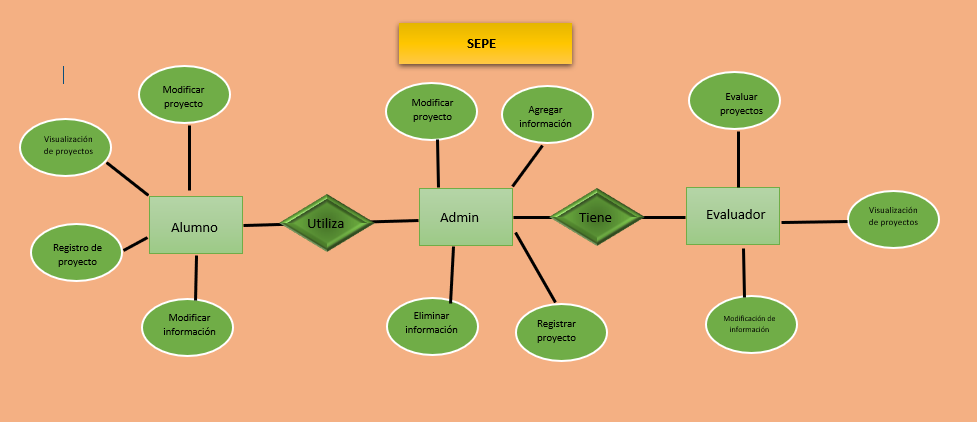 SEPE
Modificar
proyecto
Visualización
de proyectos
Alumno
Registro de
proyecto
Modificar
información
Utiliza
Modificar
proyecto
Agregar
información
Admin
Eliminar
información
Registrar
proyecto
Tiene
Evaluar
proyectos
Evaluador
Visualización
de proyectos
Modificación de
información